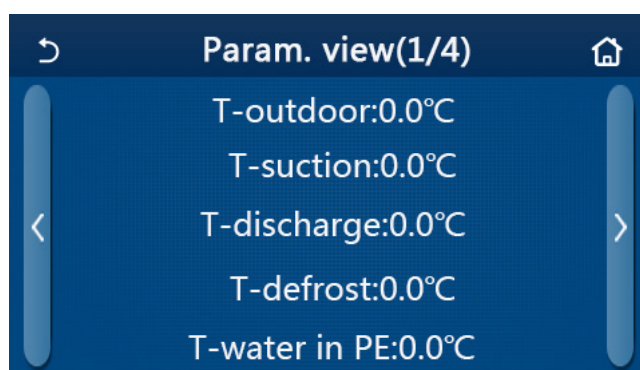 Param. view(1/4)
T-outdoor:0.0℃
T-suction:0.0℃
T-discharge:0.0℃
T-defrost:0.0℃
T-water in PE:0.0℃